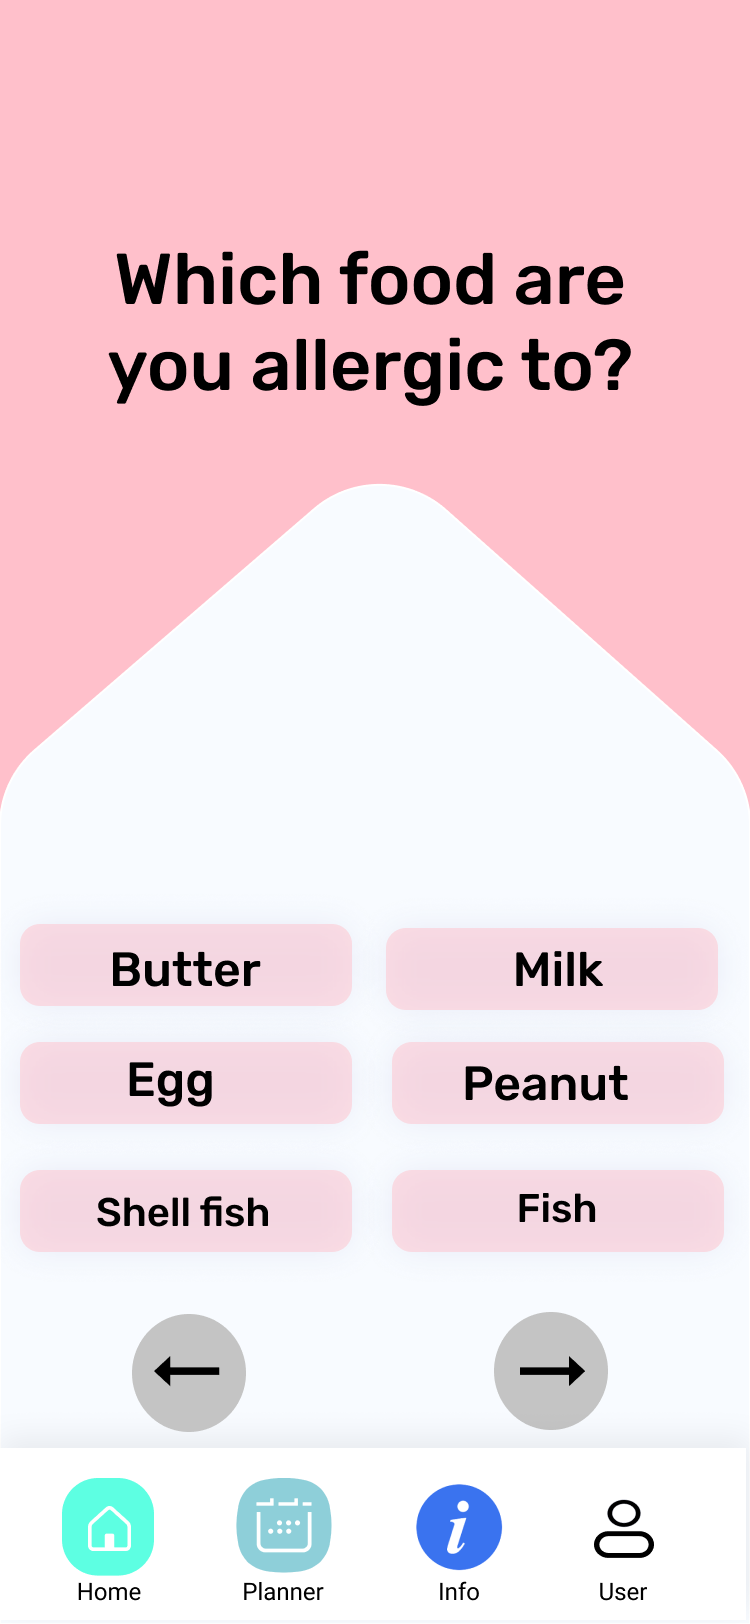 Which food are
you allergic to?
Butter
Milk
Egg
Peanut
Shell fish
Fish
Home
Planner
Info
User